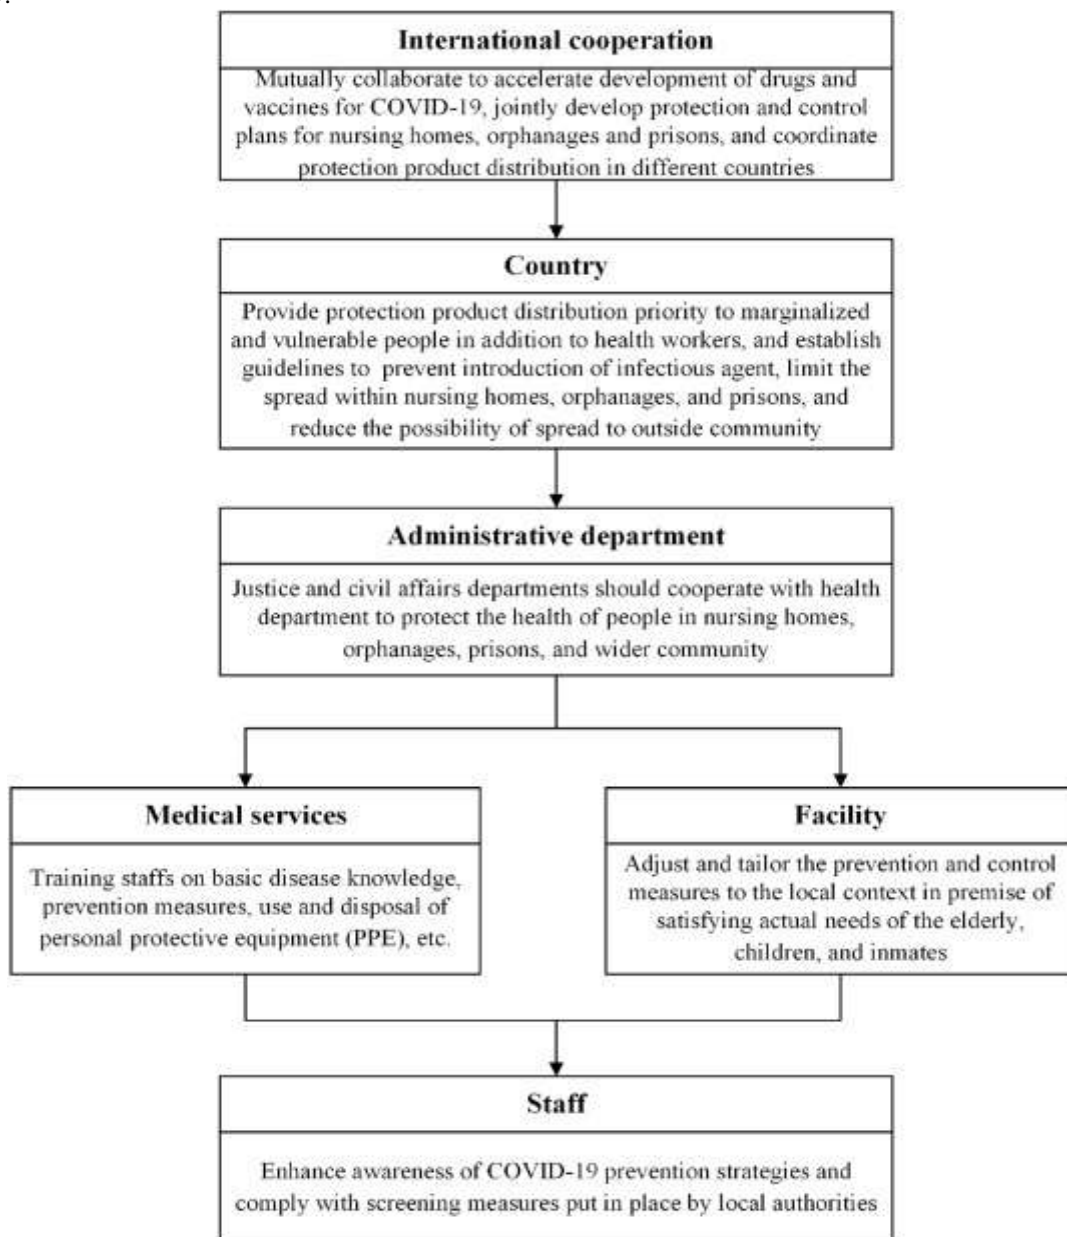 International cooperation
Mutually collaborate to accelerate development of drugs and
vaccines for COVID-19, jointly develop protection and control
plans for nursing homes, orphanages and prisons, and coordinate
protection product distribution in different countries
Country
Provide protection product distribution priority to marginalized
and vulnerable people in addition to health workers, and establish
guidelines to prevent introduction of infectious agent, limit the
spread within nursing homes, orphanages, and prisons, and
reduce the possibility of spread to outside community
Administrative department
Justice and civil affairs departments should cooperate with health
department to protect the health of people in nursing homes,
orphanages, prisons, and wider community
Medical services
Training staffs on basic disease knowledge,
prevention measures, use and disposal of
personal protective equipment (PPE), etc.
Facility
Adjust and tailor the prevention and control
measures to the local context in premise of
satisfying actual needs of the elderly,
children, and inmates
Staff
Enhance awareness of COVID-19 prevention strategies and
comply with screening measures put in place by local authorities